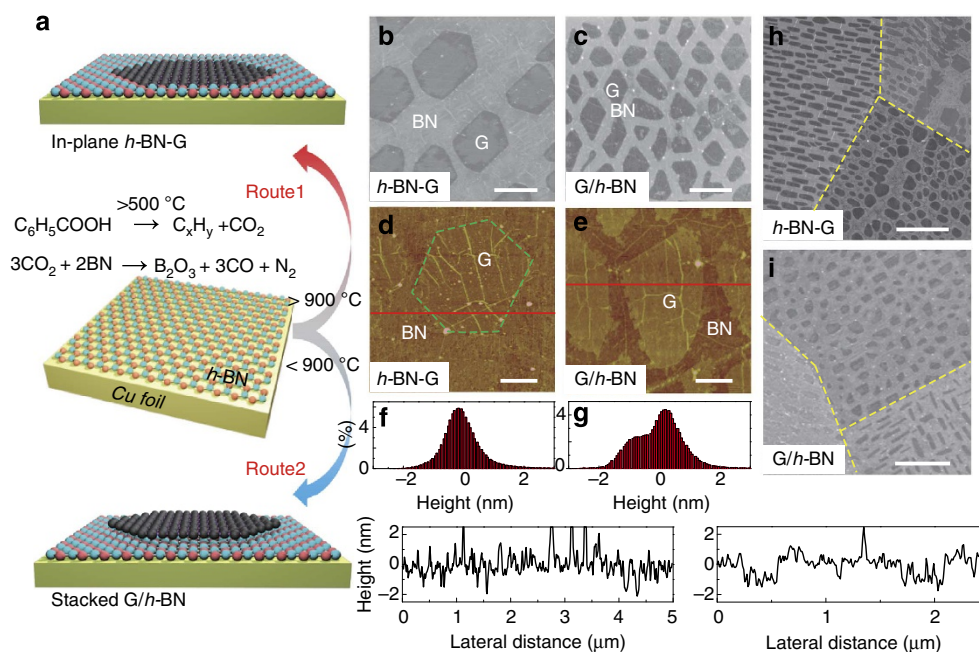 a
In-plane h-BN-G
Route1
>500 °C
C6H5COOH → CxHy +CO2
3CO2 + 2BN → B2O3 + 3CO + N2
> 900 °C
h-BN
< 900 °C
Cu foil
Route2
Stacked G/h-BN
b
BN
G
h-BN-G
c
G
BN
G/h-BN
d
G
BN
h-BN-G
e
G
BN
G/h-BN
f
(%)
4
0
−2 0 2
Height (nm)
g
4
0
−2 0 2
Height (nm)
h
h-BN-G
i
G/h-BN
Height (nm)
2
0
−2
0 1 2 3 4 5
Lateral distance (μm)
2
0
−2
0 1 2
Lateral distance (μm)